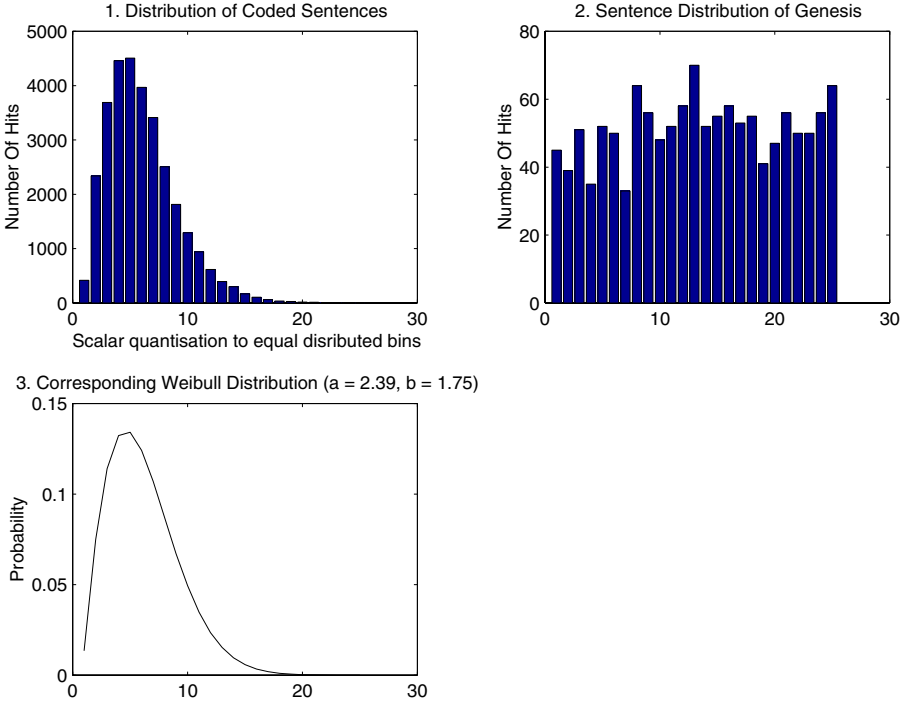 1. Distribution of Coded Sentences
5000
4000
3000
2000
1000
0
Number Of Hits
0 10 20 30
Scalar quantisation to equal disributed bins
2. Sentence Distribution of Genesis
80
60
40
20
0
Number Of Hits
0 10 20 30
3. Corresponding Weibull Distribution (a = 2.39, b = 1.75)
0.15
0.1
0.05
0
Probability
0 10 20 30